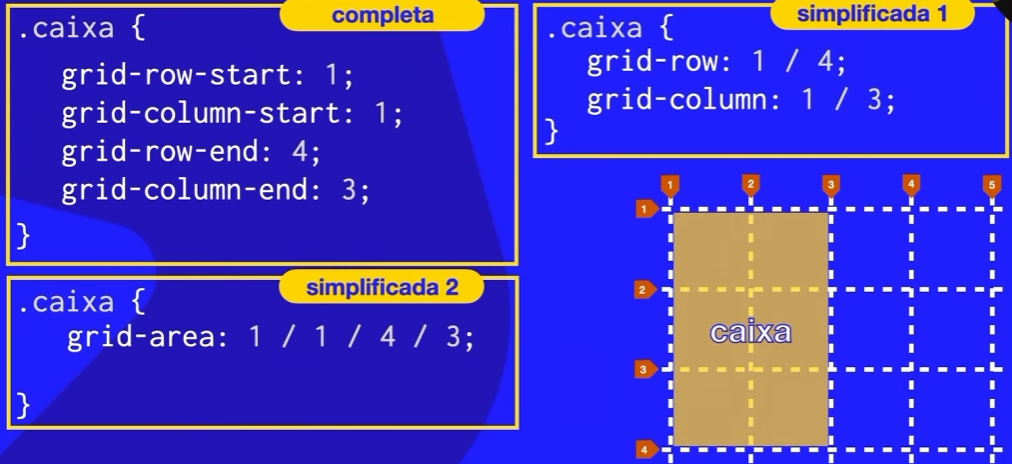 completa
.caixa {
grid-row-start: 1;
grid-column-start: 1;
grid-row-end: 4;
grid-column-end: 3;
}
simplificada 2
.caixa {
grid-area: 1 / 1 / 4 / 3;
}
simplificada 1
.caixa {
grid-row: 1 / 4;
grid-column: 1 / 3;
}
1 2 3 4 5
1
2
caixa
3
4